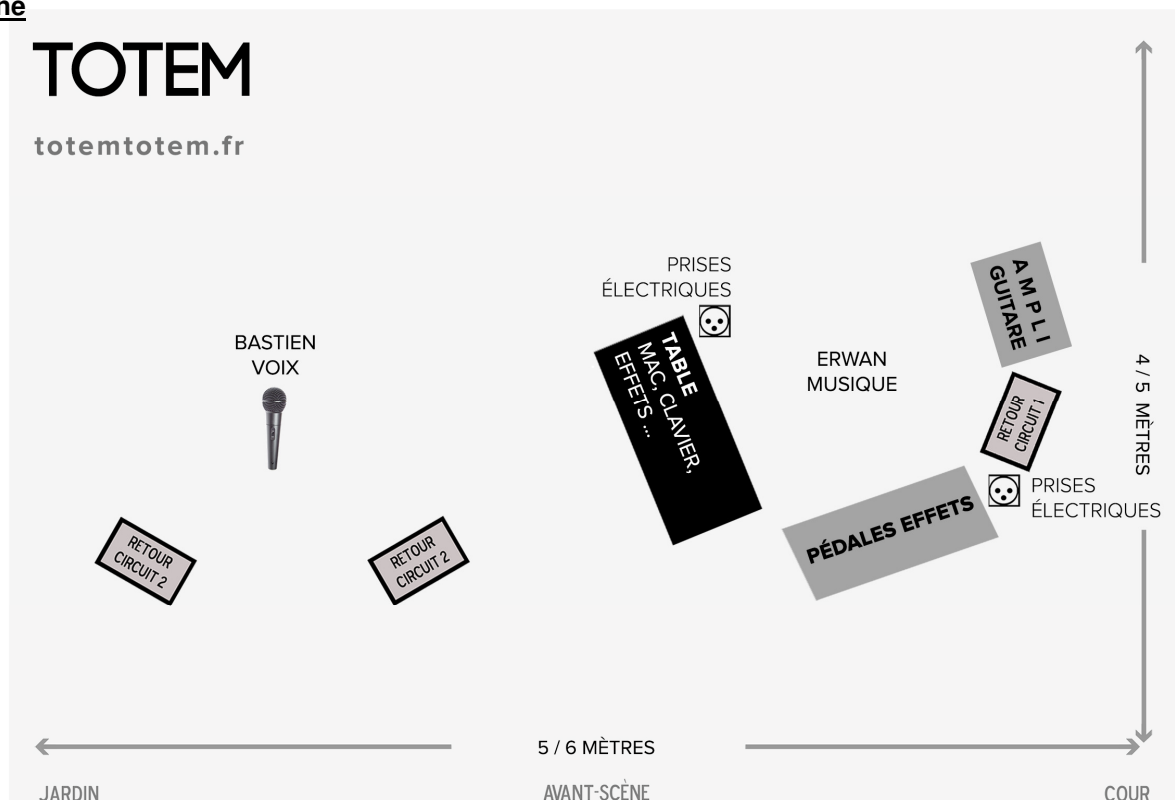 ne
TOTEM
totemtotem.fr
PRISES
ÉLECTRIQUES
AMPLI
GUITARE
BASTIEN
VOIX
TABLE
MAC, CLAVIER,
EFFETS ...
ERWAN
MUSIQUE
4 / 5 MÈTRES
RETOUR
CIRCUIT 1
PRISES
ÉLECTRIQUES
PÉDALES EFFETS
RETOUR
CIRCUIT 2
RETOUR
CIRCUIT 2
5 / 6 MÈTRES
JARDIN
AVANT-SCÈNE
COUR